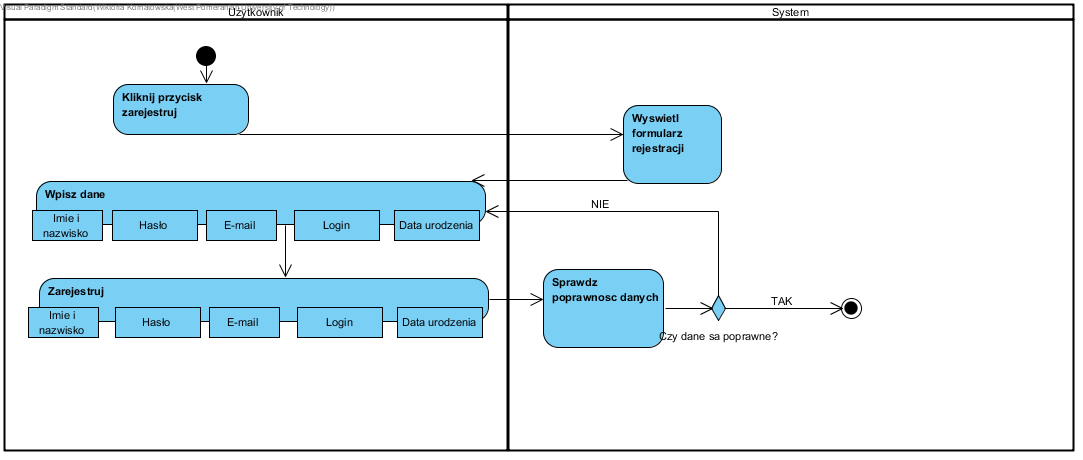 Visual Paradigm Standard(Wiktoria Kornatowska(West Pomeranian University of Technology))
Użytkownik
System
Kliknij przycisk
zarejestruj
Wyswietl
formularz
rejestracji
Wpisz dane
Imie i
nazwisko
Hasło
E-mail
Login
Data urodzenia
NIE
Zarejestruj
Imie i
nazwisko
Hasło
E-mail
Login
Data urodzenia
Sprawdz
poprawnosc danych
TAK
Czy dane sa poprawne?